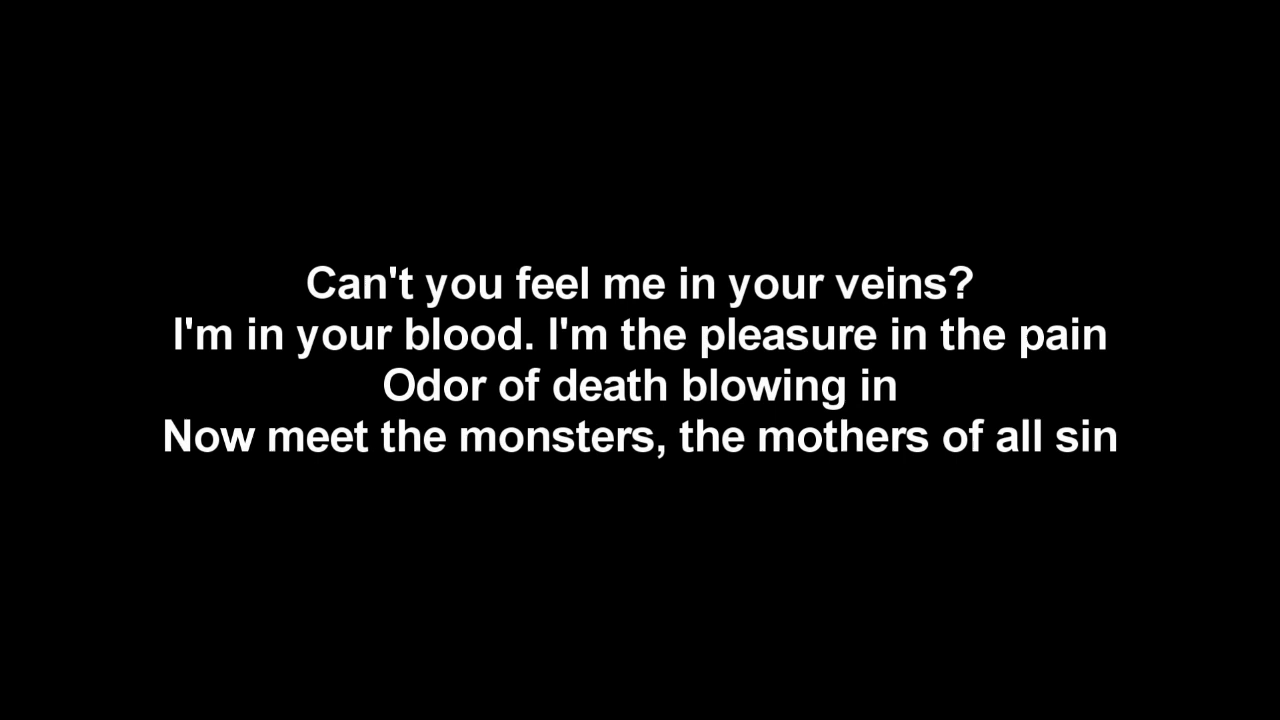 Can't you feel me in your veins?
I'm in your blood. I'm the pleasure in the pain
Odor of death blowing in
Now meet the monsters, the mothers of all sin